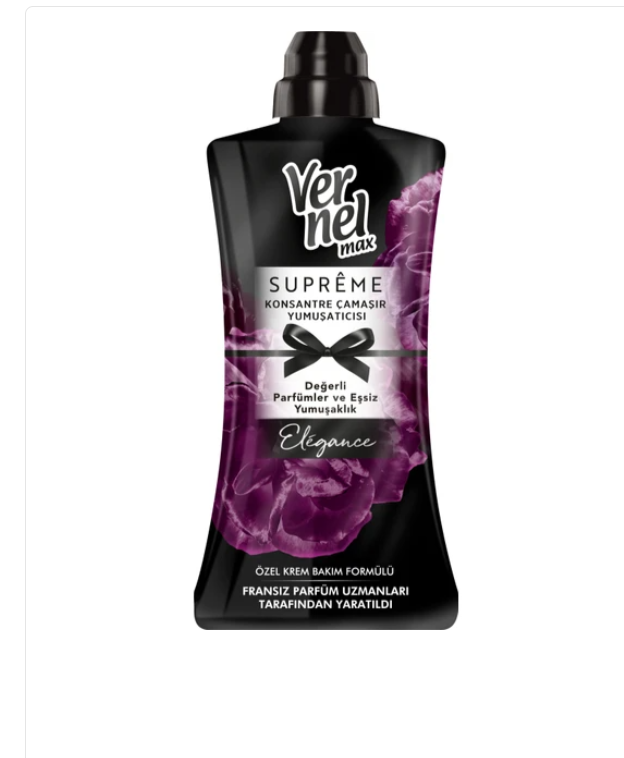 Ver
nel
max
SUPRÊME
KONSANTRE ÇAMAŞIR
YUMUŞATICISI
Değerli
Parfümler ve Eşsiz
Yumuşaklık
Elégance
ÖZEL KREM BAKIM FORMÜLÜ
FRANSIZ PARFÜM UZMANLARI
TARAFINDAN YARATILDI